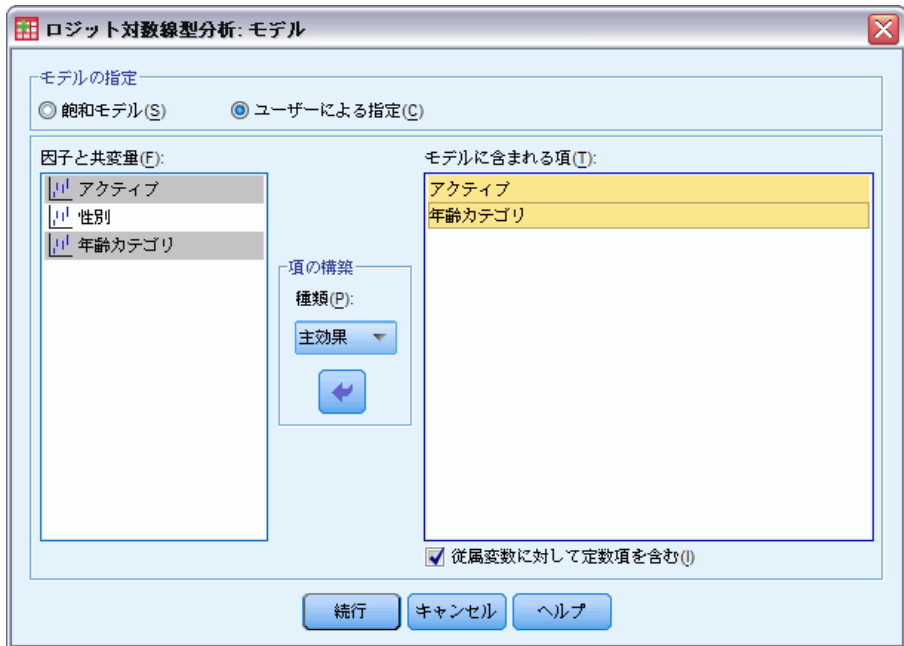 ロジット対数線型分析: モデル
モデルの指定
飽和モデル(S)
ユーザーによる指定(C)
因子と共変量(F):
アクティブ
性別
年齢カテゴリ
項の構築
種類(P):
主効果
モデルに含まれる項(T):
アクティブ
年齢カテゴリ
従属変数に対して定数項を含む(I)
続行
キャンセル
ヘルプ